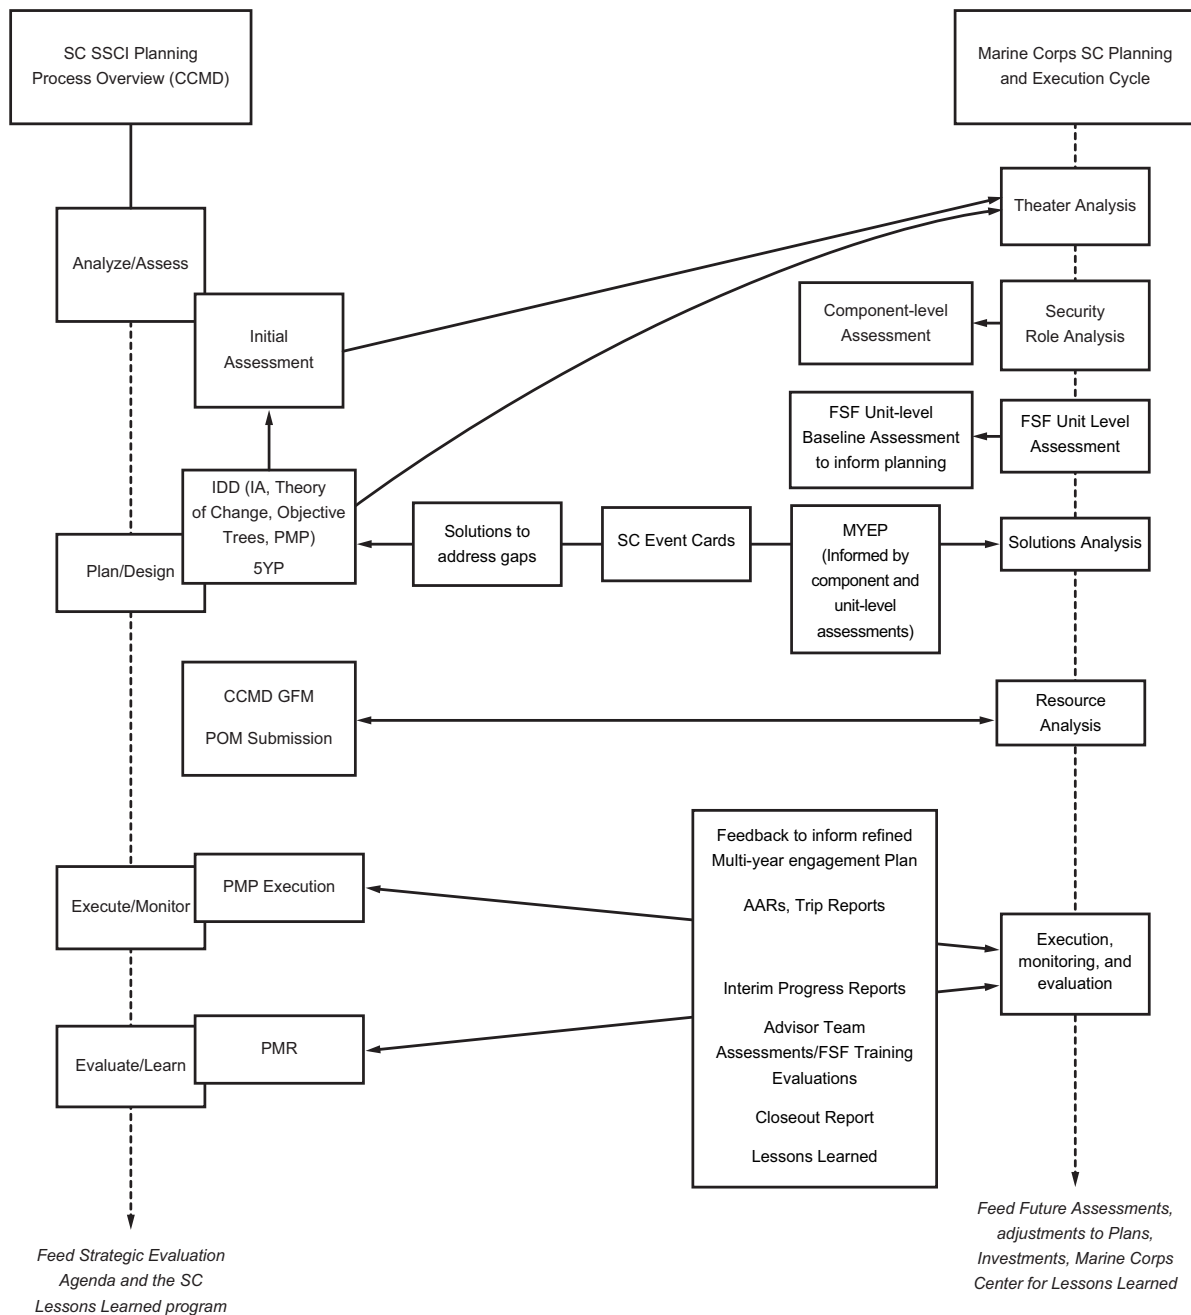 SC SSCI Planning
Process Overview (CCMD)
Marine Corps SC Planning
and Execution Cycle
Theater Analysis
Analyze/Assess
Initial
Assessment
Component-level
Assessment
Security
Role Analysis
FSF Unit-level
Baseline Assessment
to inform planning
FSF Unit Level
Assessment
IDD (IA, Theory
of Change, Objective
Trees, PMP)
5YP
Plan/Design
Solutions to
address gaps
SC Event Cards
MYEP
(Informed by
component and
unit-level
assessments)
Solutions Analysis
CCMD GFM
POM Submission
Resource
Analysis
Feedback to inform refined
Multi-year engagement Plan
AARs, Trip Reports
Interim Progress Reports
Advisor Team
Assessments/FSF Training
Evaluations
Closeout Report
Lessons Learned
PMP Execution
Execute/Monitor
Execution,
monitoring, and
evaluation
PMR
Evaluate/Learn
Feed Strategic Evaluation
Agenda and the SC
Lessons Learned program
Feed Future Assessments,
adjustments to Plans,
Investments, Marine Corps
Center for Lessons Learned